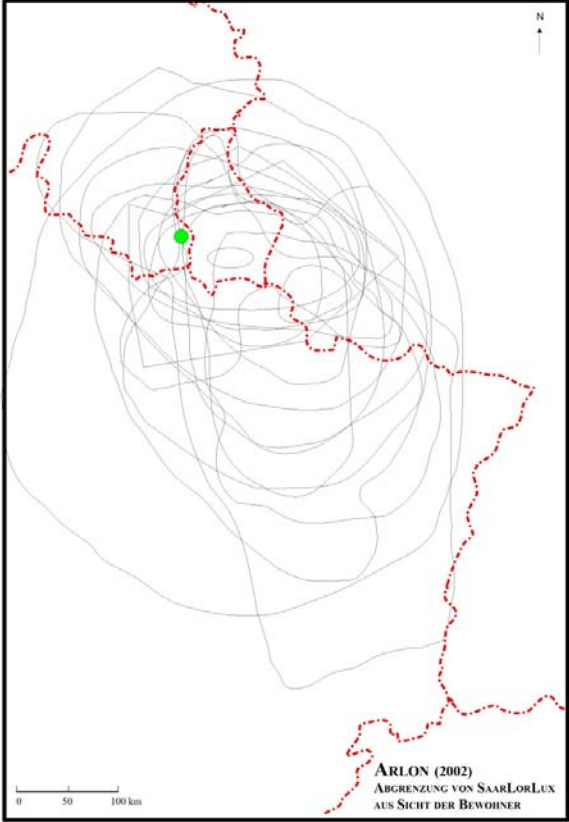 N
0 50 100 km
ARLON (2002)
ABGRENZUNG VON SAARLORLUX
AUS SICHT DER BEWOHNER